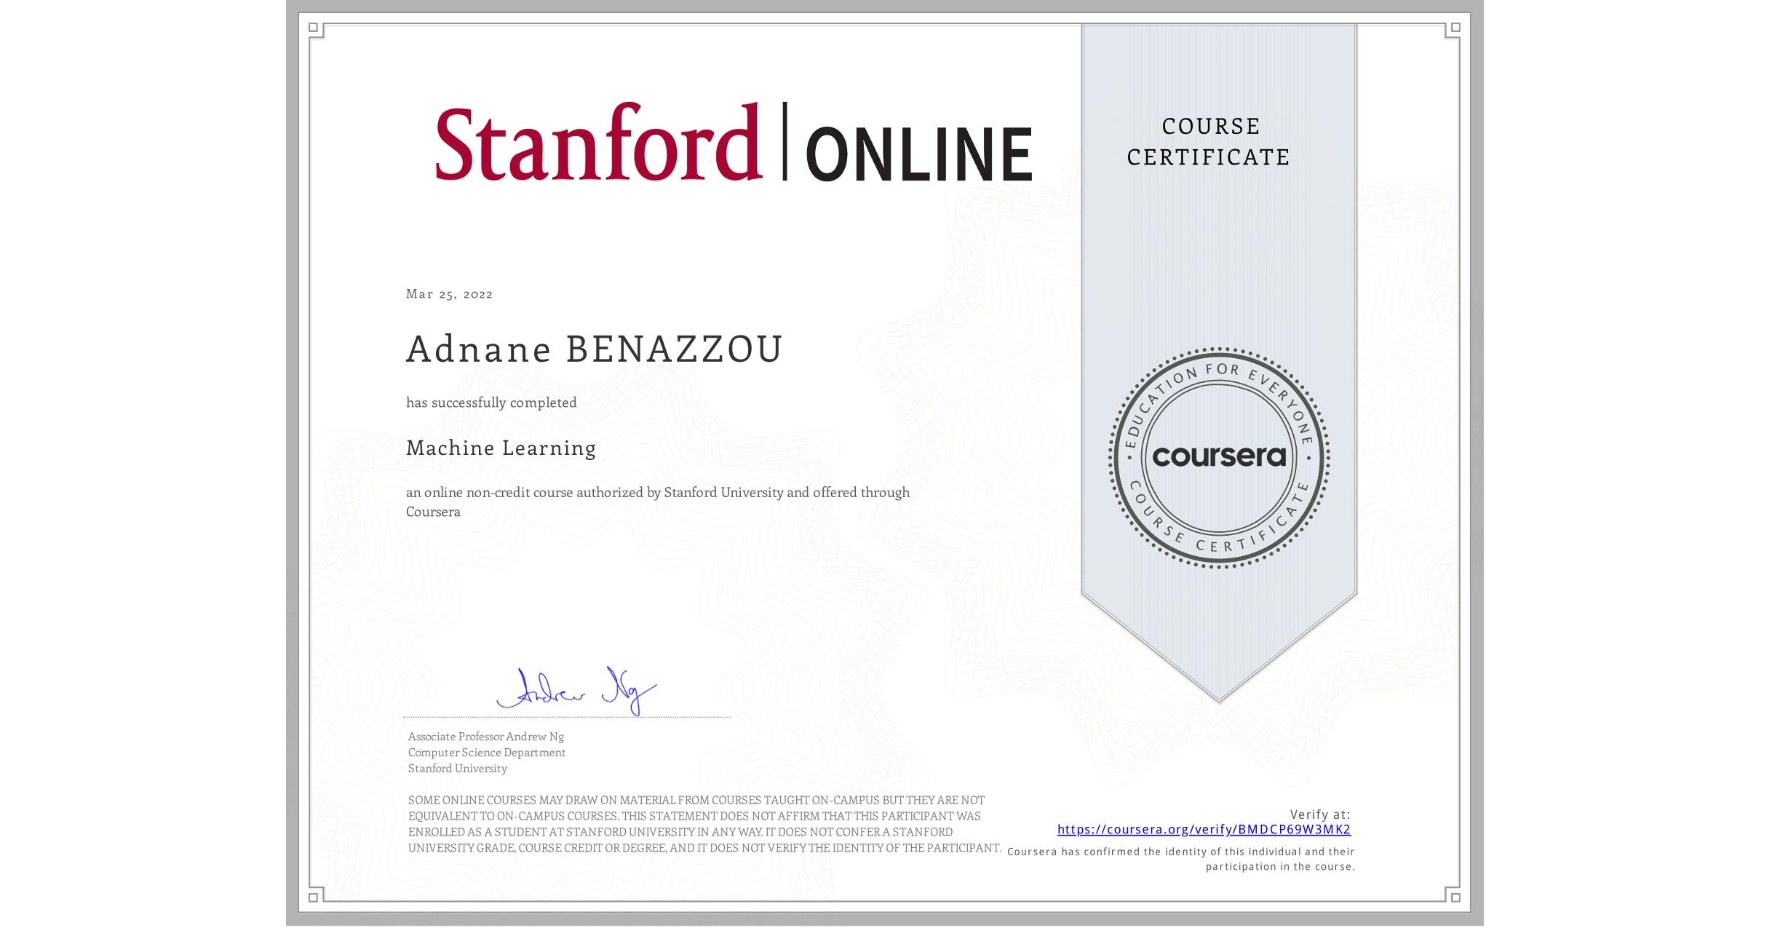 Stanford | ONLINE
COURSE
CERTIFICATE
Mar 25, 2022
Adnane BENAZZOU
has successfully completed
Machine Learning
an online non-credit course authorized by Stanford University and offered through
Coursera
EDUCATION FOR EVERYONE
coursera
COURSE CERTIFICATE
Andrew Ng
Associate Professor Andrew Ng
Computer Science Department
Stanford University
SOME ONLINE COURSES MAY DRAW ON MATERIAL FROM COURSES TAUGHT ON-CAMPUS BUT THEY ARE NOT
EQUIVALENT TO ON-CAMPUS COURSES. THIS STATEMENT DOES NOT AFFIRM THAT THIS PARTICIPANT WAS
ENROLLED AS A STUDENT AT STANFORD UNIVERSITY IN ANY WAY. IT DOES NOT CONFER A STANFORD
UNIVERSITY GRADE, COURSE CREDIT OR DEGREE, AND IT DOES NOT VERIFY THE IDENTITY OF THE PARTICIPANT.
Verify at:
https://coursera.org/verify/BMDCP69W3MK2
Coursera has confirmed the identity of this individual and their
participation in the course.